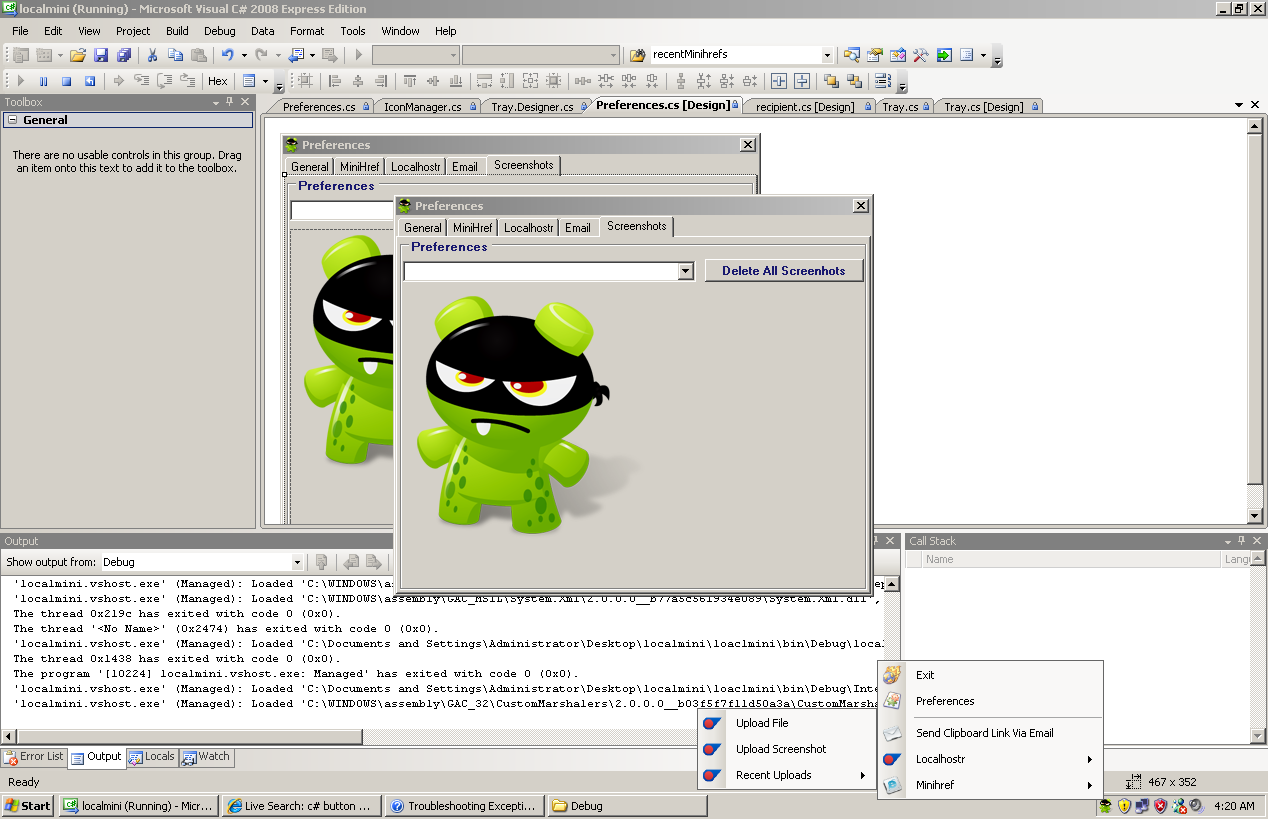 localmini (Running) - Microsoft Visual C# 2008 Express Edition
File Edit View Project Build Debug Data Format Tools Window Help
recentMinihrefs
Hex
Toolbox
General
There are no usable controls in this group. Drag
an item onto this text to add it to the toolbox.
Preferences.cs IconManager.cs Tray.Designer.cs Preferences.cs [Design] recipient.cs [Design] Tray.cs Tray.cs [Design]
Preferences
General MiniHref Localhostr Email Screenshots
Preferences
Preferences
General MiniHref Localhostr Email Screenshots
Preferences
Delete All Screenhots
Output
Show output from: Debug
'localmini.vshost.exe' (Managed): Loaded 'C:\WINDOWS\as
'localmini.vshost.exe' (Managed): Loaded 'C:\WINDOWS\assembly\GAC_MSIL\System.Xml\2.0.0.0__b77a5c561934e089\System.Xml.dll',
The thread 0x219c has exited with code 0 (0x0).
The thread '<No Name>' (0x2474) has exited with code 0 (0x0).
'localmini.vshost.exe' (Managed): Loaded 'C:\Documents and Settings\Administrator\Desktop\localmini\loaclmini\bin\Debug\loca
The thread 0x1438 has exited with code 0 (0x0).
The program '[10224] localmini.vshost.exe: Managed' has exited with code 0 (0x0).
'localmini.vshost.exe' (Managed): Loaded 'C:\Documents and Settings\Administrator\Desktop\localmini\loaclmini\bin\Debug\Inte
'localmini.vshost.exe' (Managed): Loaded 'C:\WINDOWS\assembly\GAC_32\CustomMarshalers\2.0.0.0__b03f5f7f11d50a3a\CustomMarsha
Call Stack
Name Lang
Exit
Preferences
Send Clipboard Link Via Email
Localhostr
Minihref
Upload File
Upload Screenshot
Recent Uploads
Error List Output Locals Watch
Ready
467 x 352
Start localmini (Running) - Micr... Live Search: c# button ... Troubleshooting Excepti... Debug 4:20 AM